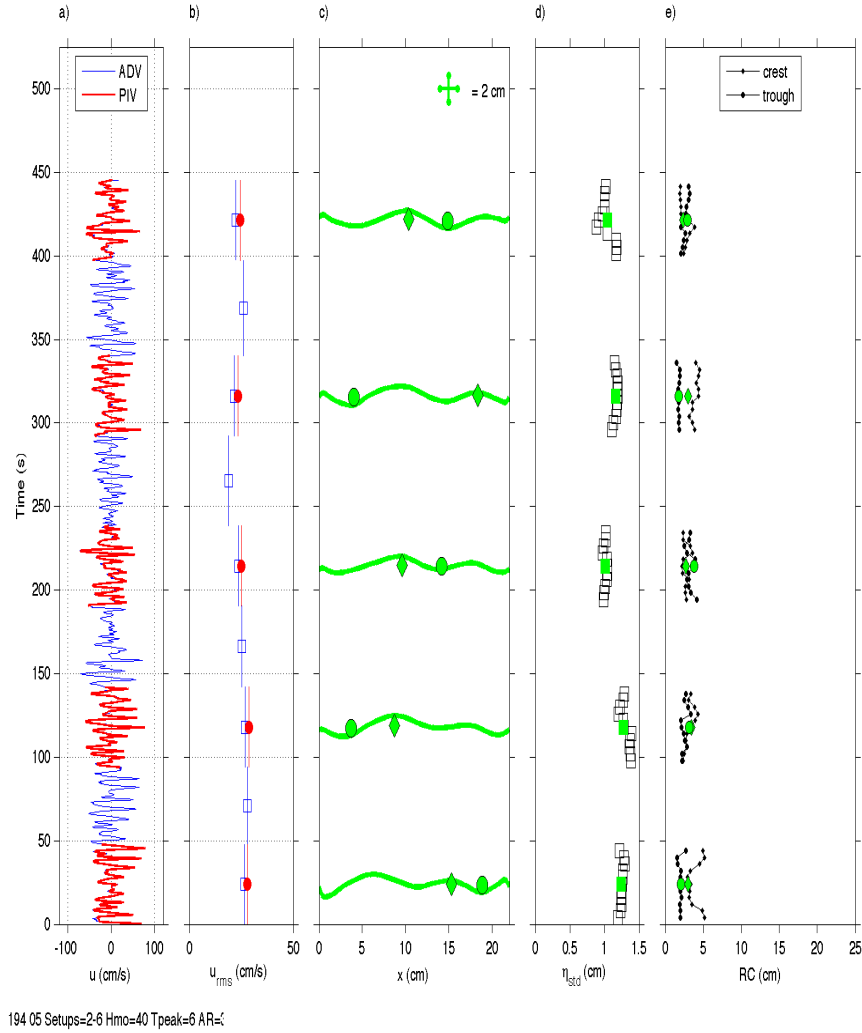 a)
b)
c)
d)
e)
ADV
PIV
= 2 cm
crest
trough
500
450
400
350
300
250
200
150
100
50
0
Time (s)
-100 0 100
0 50
0 5 10 15 20
0 0.5 1 1.5
0 5 10 15 20 25
u (cm/s)
u_rms (cm/s)
x (cm)
η_std (cm)
RC (cm)
194 05 Setups=2-6 Hmo=40 Tpeak=6